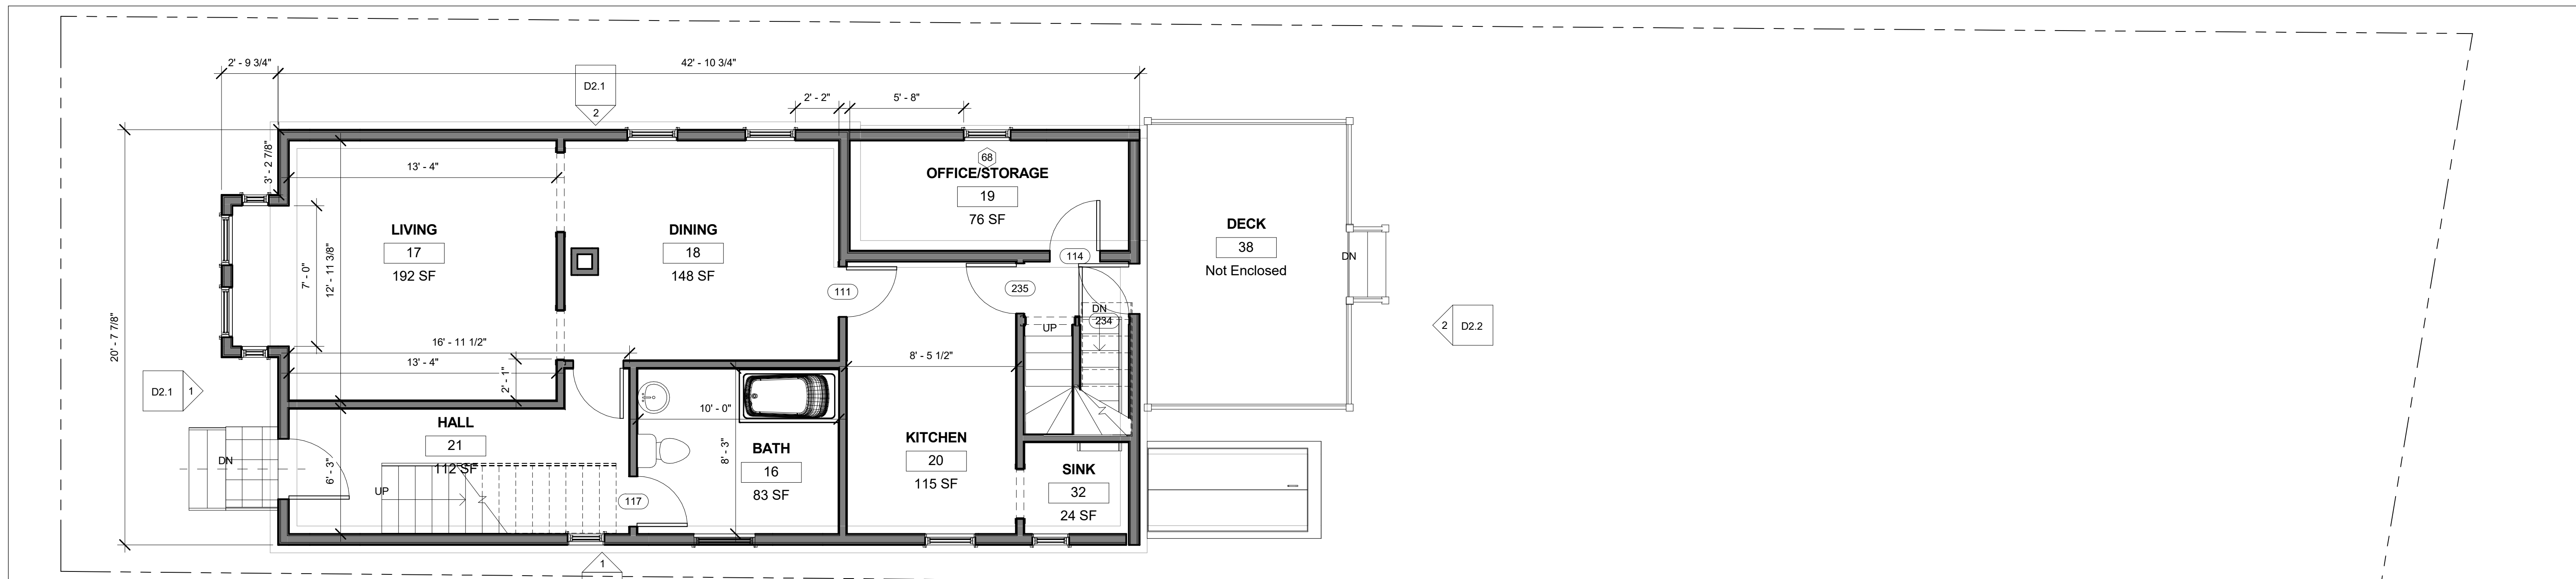 2' - 9 3/4"
42' - 10 3/4"
D2.1
2
2' - 2"
5' - 8"
3' - 2 7/8"
13' - 4"
68
OFFICE/STORAGE
19
76 SF
LIVING
17
192 SF
DINING
18
148 SF
DECK
38
Not Enclosed
DN
114
7' - 0"
12' - 11 3/8"
111
235
DN
234
UP
20' - 7 7/8"
2 D2.2
16' - 11 1/2"
13' - 4"
2' - 1"
8' - 5 1/2"
D2.1 1
10' - 0"
HALL
21
112 SF
BATH
16
83 SF
8' - 3"
KITCHEN
20
115 SF
SINK
32
24 SF
DN
6' - 3"
UP
117
1